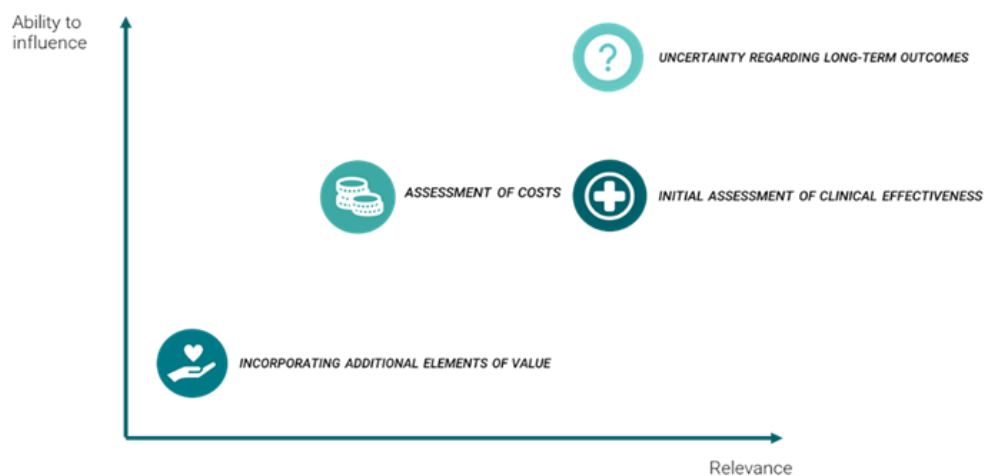 Ability to
influence
?
UNCERTAINTY REGARDING LONG-TERM OUTCOMES
ASSESSMENT OF COSTS
INITIAL ASSESSMENT OF CLINICAL EFFECTIVENESS
INCORPORATING ADDITIONAL ELEMENTS OF VALUE
Relevance